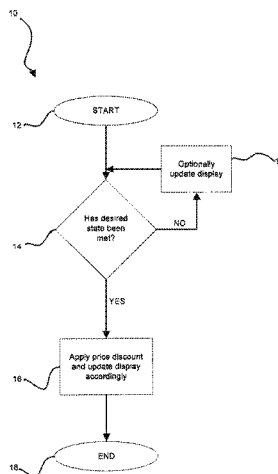 10
START
12
Optionally
update display
Has desired
state been
met?
14
NO
YES
Apply price discount
and update display
accordingly
16
END
18